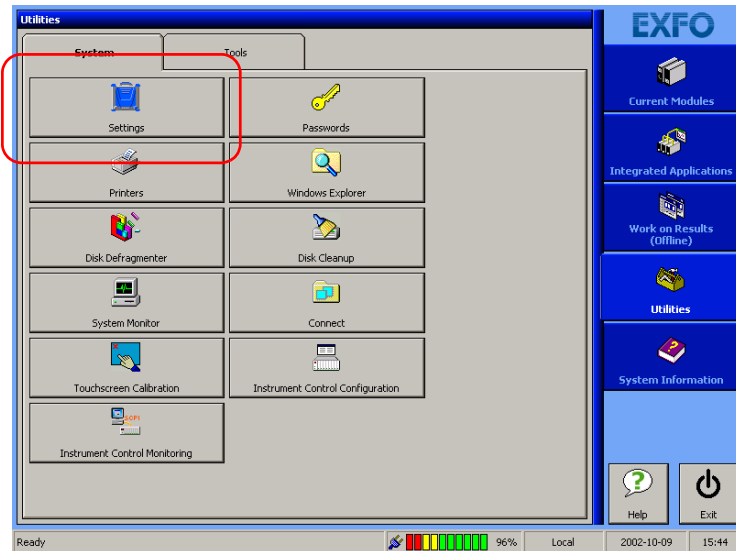 Utilities
EXFO
System
Tools
Settings
Passwords
Printers
Windows Explorer
Disk Defragmenter
Disk Cleanup
System Monitor
Connect
Touchscreen Calibration
Instrument Control Configuration
SCPI
Instrument Control Monitoring
Current Modules
Integrated Applications
Work on Results
(Offline)
Utilities
System Information
Help
Exit
Ready
96%
Local
2002-10-09
15:44